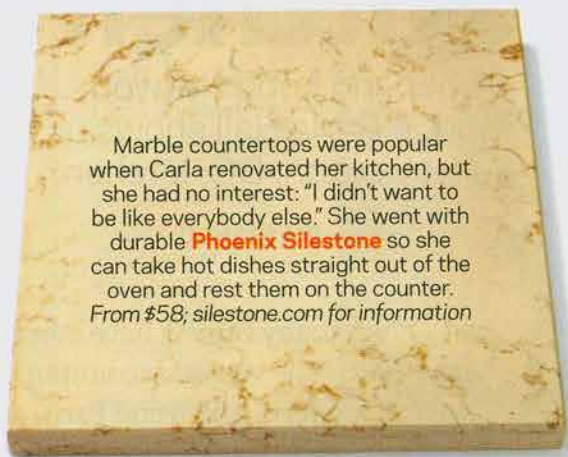 Marble countertops were popular
when Carla renovated her kitchen, but
she had no interest: “I didn’t want to
be like everybody else.” She went with
durable Phoenix Silestone so she
can take hot dishes straight out of the
oven and rest them on the counter.
From $58; silestone.com for information